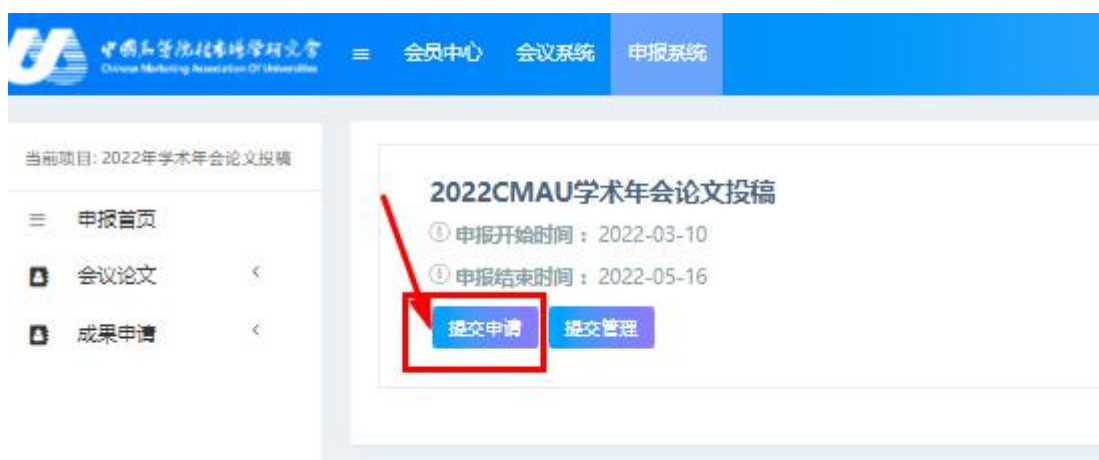 中国高等院校市场学研究会
Chinese Marketing Association Of Universities
会员中心
会议系统
申报系统
当前项目: 2022年学术年会论文投稿
申报首页
会议论文
成果申请
2022CMAU学术年会论文投稿
申报开始时间：2022-03-10
申报结束时间：2022-05-16
提交申请
提交管理